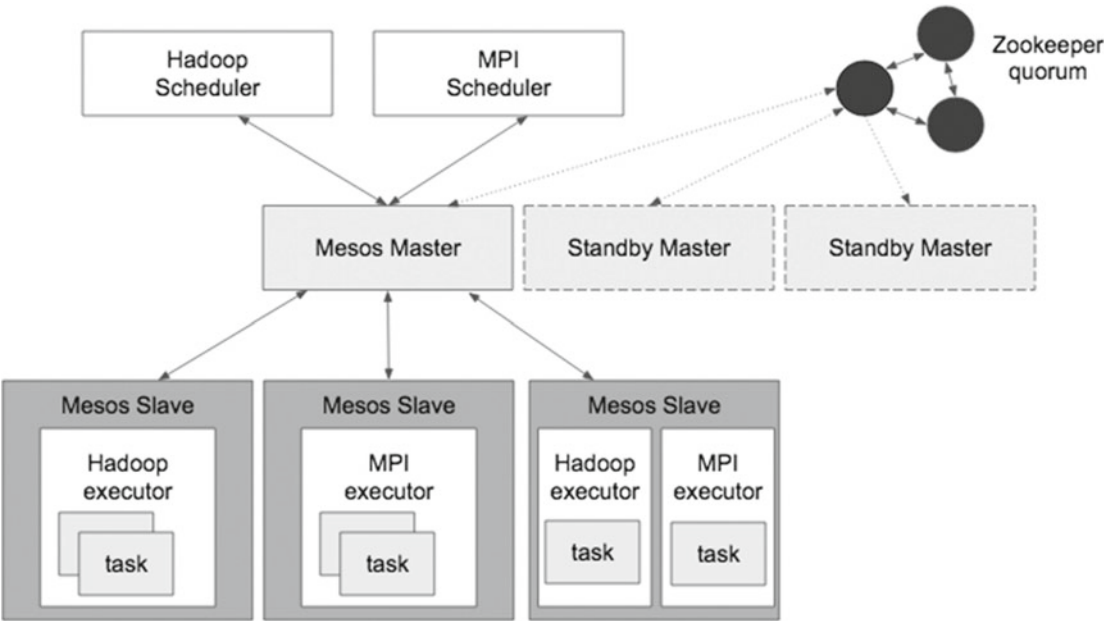 Hadoop
Scheduler
MPI
Scheduler
Zookeeper
quorum
Mesos Master
Standby Master
Standby Master
Mesos Slave
Hadoop
executor
task
Mesos Slave
MPI
executor
task
Mesos Slave
Hadoop
executor
task
MPI
executor
task